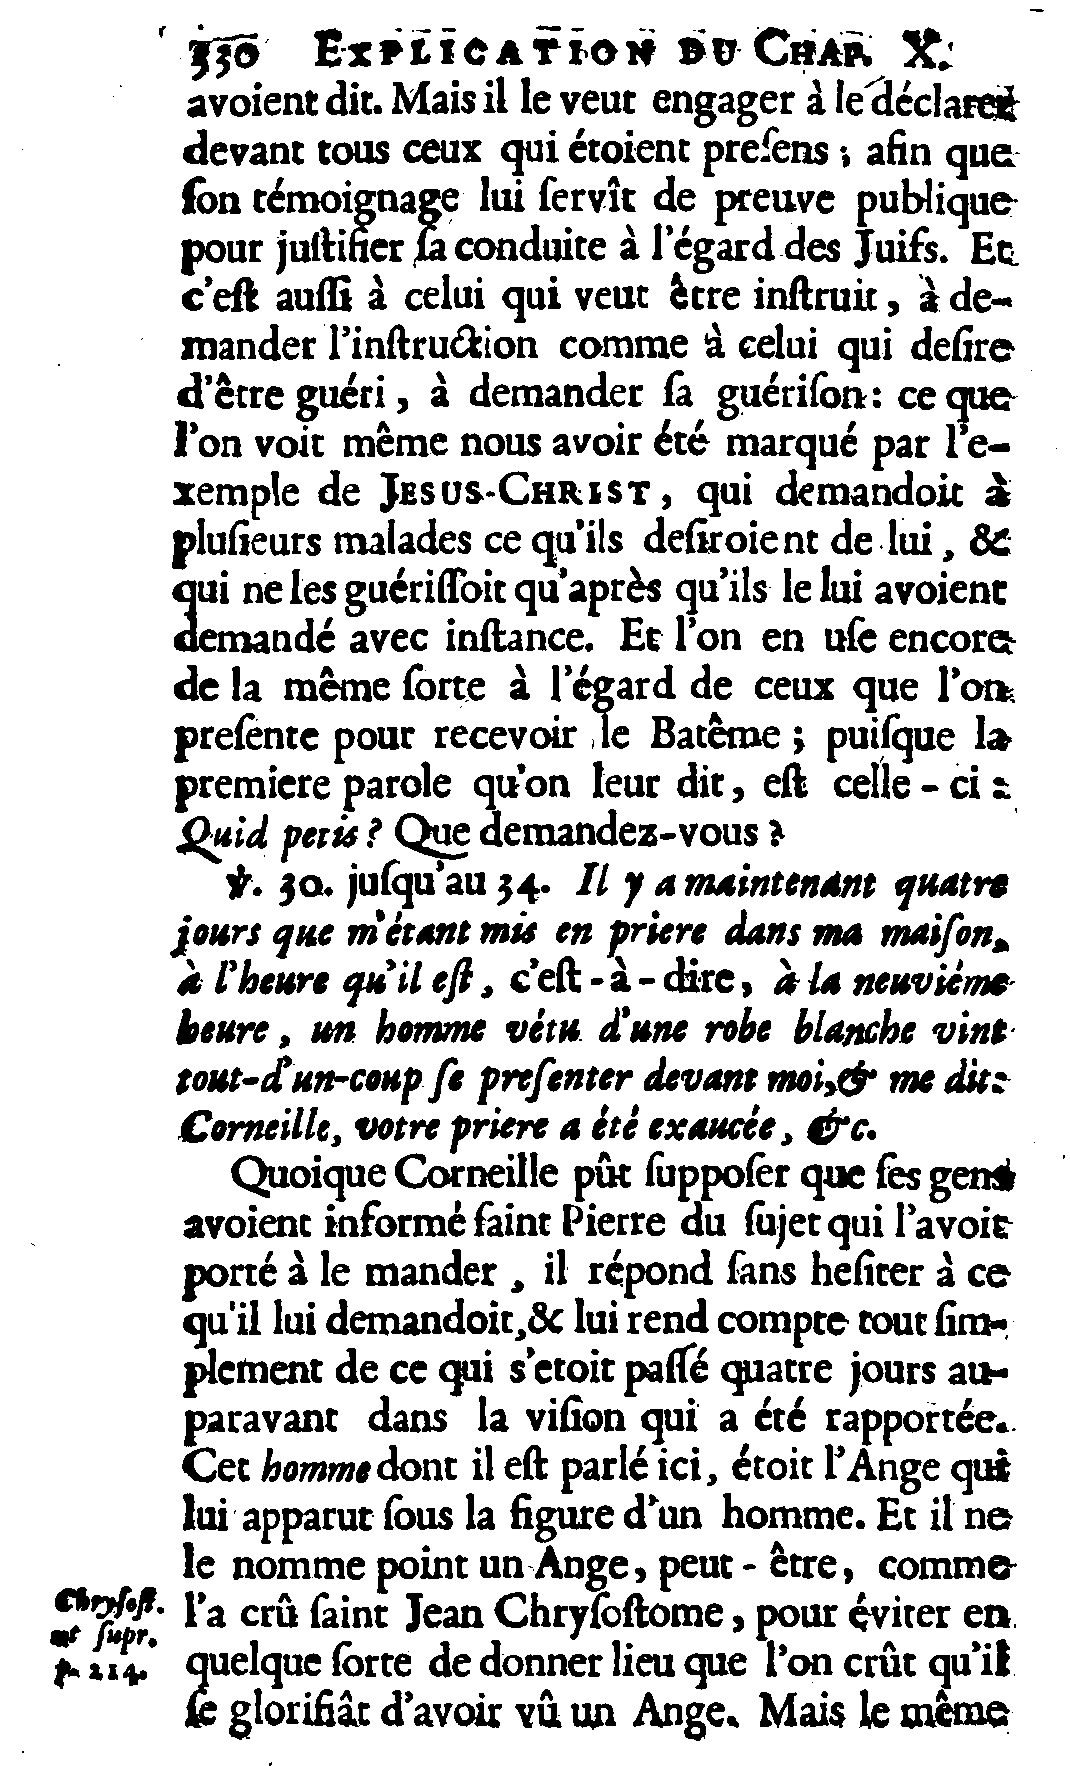 330 EXPLICATION DU CHAP. X.
avoient dit. Mais il le veut engager à le déclarer
devant tous ceux qui étoient preſens ; afin que
ſon témoignage lui ſervît de preuve publique
pour juſtifier ſa conduite à l'égard des Juifs. Et
c'eſt auſſi à celui qui veut être inſtruit, à de-
mander l'inſtruction comme à celui qui deſire
d'être guéri, à demander ſa guériſon : ce que
l'on voit même nous avoir été marqué par l'e-
xemple de JESUS-CHRIST, qui demandoit à
pluſieurs malades ce qu'ils deſiroient de lui, &
qui ne les guériſſoit qu'après qu'ils le lui avoient
demandé avec inſtance. Et l'on en uſe encore
de la même ſorte à l'égard de ceux que l'on
preſente pour recevoir le Batême ; puiſque la
premiere parole qu'on leur dit, eſt celle - ci :
Quid petis ? Que demandez-vous ?
℣. 30. juſqu'au 34. Il y a maintenant quatre
jours que m'étant mis en priere dans ma maiſon,
à l'heure qu'il eſt, c'eſt - à - dire, à la neuviéme
heure, un homme vétu d'une robe blanche vint
tout-d'un-coup ſe preſenter devant moi, & me dit :
Corneille, votre priere a été exaucée, &c.
Quoique Corneille pût ſuppoſer que ſes gens
avoient informé ſaint Pierre du ſujet qui l'avoit
porté à le mander, il répond ſans heſiter à ce
qu'il lui demandoit, & lui rend compte tout ſim-
plement de ce qui s'etoit paſſé quatre jours au-
paravant dans la viſion qui a été rapportée.
Cet homme dont il eſt parlé ici, étoit l'Ange qui
lui apparut ſous la figure d'un homme. Et il ne
le nomme point un Ange, peut - être, comme
l'a crû ſaint Jean Chryſoſtome, pour éviter en
quelque ſorte de donner lieu que l'on crût qu'il
ſe glorifiât d'avoir vû un Ange. Mais le même
Chryſoſt.
ut ſupr.
p. 214.